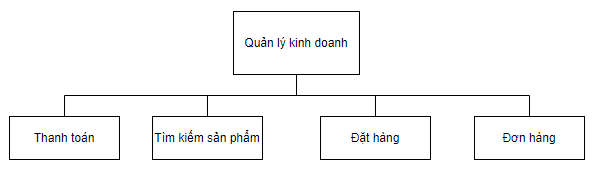 Quản lý kinh doanh
Thanh toán
Tìm kiếm sản phẩm
Đặt hàng
Đơn hàng